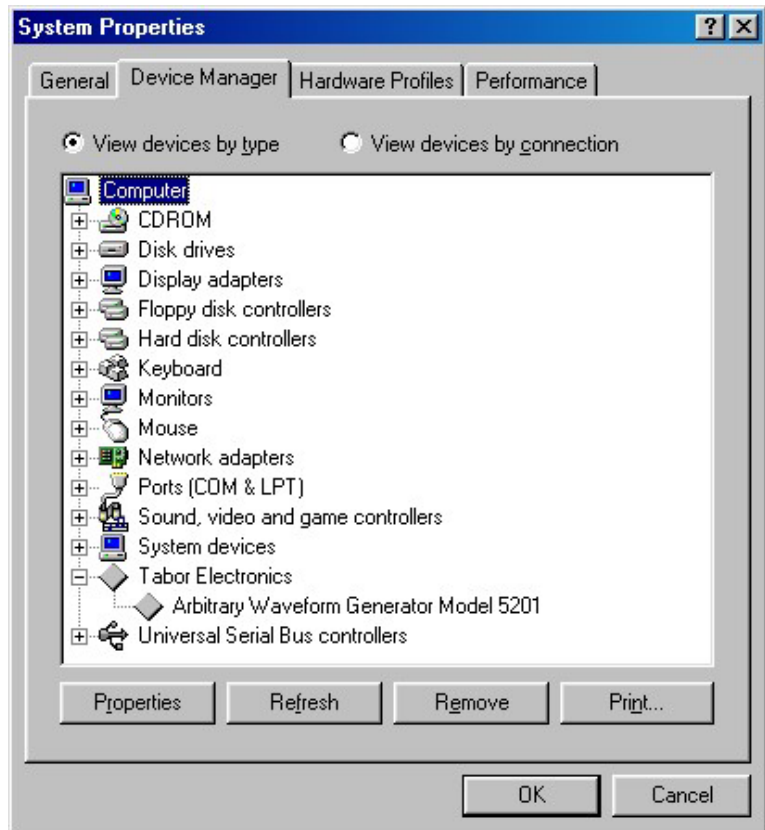 System Properties
General Device Manager Hardware Profiles Performance
View devices by type View devices by connection
Computer
CDROM
Disk drives
Display adapters
Floppy disk controllers
Hard disk controllers
Keyboard
Monitors
Mouse
Network adapters
Ports (COM & LPT)
Sound, video and game controllers
System devices
Tabor Electronics
Arbitrary Waveform Generator Model 5201
Universal Serial Bus controllers
Properties Refresh Remove Print...
OK Cancel